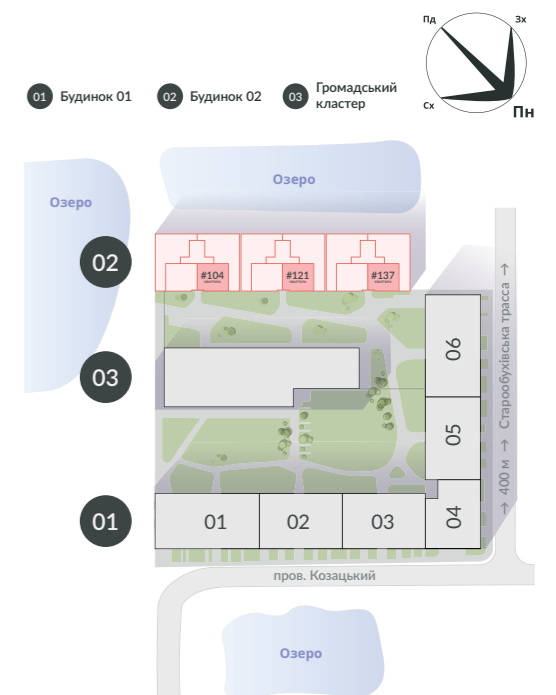 Пд
Зх
Сх
Пн
01 Будинок 01
02 Будинок 02
03 Громадський
кластер
Озеро
Озеро
02
#104
#121
#137
03
06
05
04
01
01
02
03
← 400 м → Старообухівська трасса →
пров. Козацький
Озеро